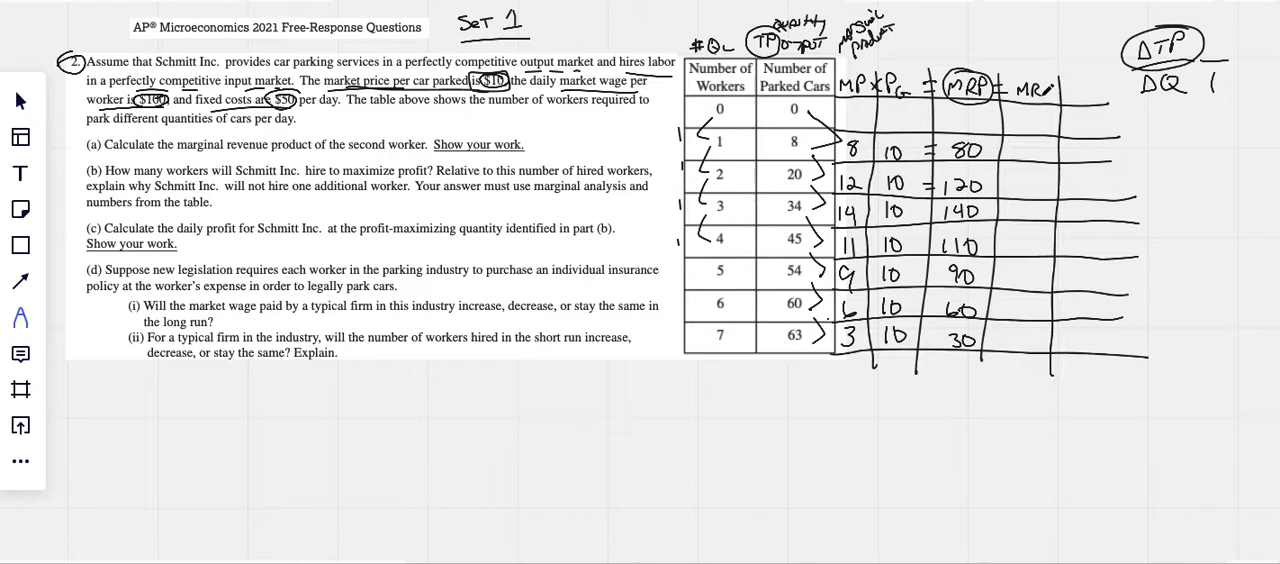 AP® Microeconomics 2021 Free-Response Questions
SET 1
2. Assume that Schmitt Inc. provides car parking services in a perfectly competitive output market and hires labor
in a perfectly competitive input market. The market price per car parked is $10, the daily market wage per
worker is $100, and fixed costs are $50 per day. The table above shows the number of workers required to
park different quantities of cars per day.
(a) Calculate the marginal revenue product of the second worker. Show your work.
(b) How many workers will Schmitt Inc. hire to maximize profit? Relative to this number of hired workers,
explain why Schmitt Inc. will not hire one additional worker. Your answer must use marginal analysis and
numbers from the table.
(c) Calculate the daily profit for Schmitt Inc. at the profit-maximizing quantity identified in part (b).
Show your work.
(d) Suppose new legislation requires each worker in the parking industry to purchase an individual insurance
policy at the worker's expense in order to legally park cars.
(i) Will the market wage paid by a typical firm in this industry increase, decrease, or stay the same in
the long run?
(ii) For a typical firm in the industry, will the number of workers hired in the short run increase,
decrease, or stay the same? Explain.
quantity
# QL TP output product
Number of Workers Number of Parked Cars MP x PG = MRP =
0 0
1 8 8 10 = 80
2 20 12 10 = 120
3 34 14 10 140
4 45 11 10 110
5 54 9 10 90
6 60 6 10 60
7 63 3 10 30
ΔTP
ΔQ 1
T
A